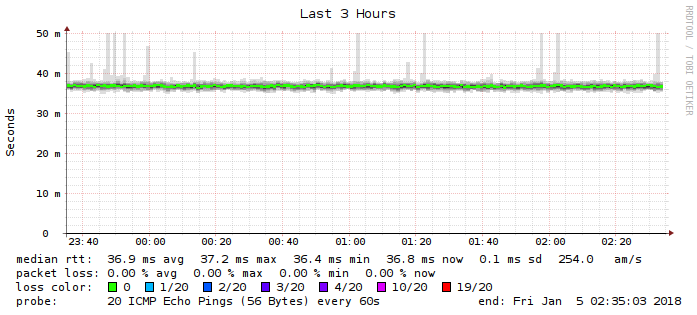 Last 3 Hours
RRDTOOL / TOBI OETIKER
Seconds
50 m
40 m
30 m
20 m
10 m
0
23:40 00:00 00:20 00:40 01:00 01:20 01:40 02:00 02:20
median rtt: 36.9 ms avg 37.2 ms max 36.4 ms min 36.8 ms now 0.1 ms sd 254.0 am/s
packet loss: 0.00 % avg 0.00 % max 0.00 % min 0.00 % now
loss color: 0 1/20 2/20 3/20 4/20 10/20 19/20
probe: 20 ICMP Echo Pings (56 Bytes) every 60s end: Fri Jan 5 02:35:03 2018